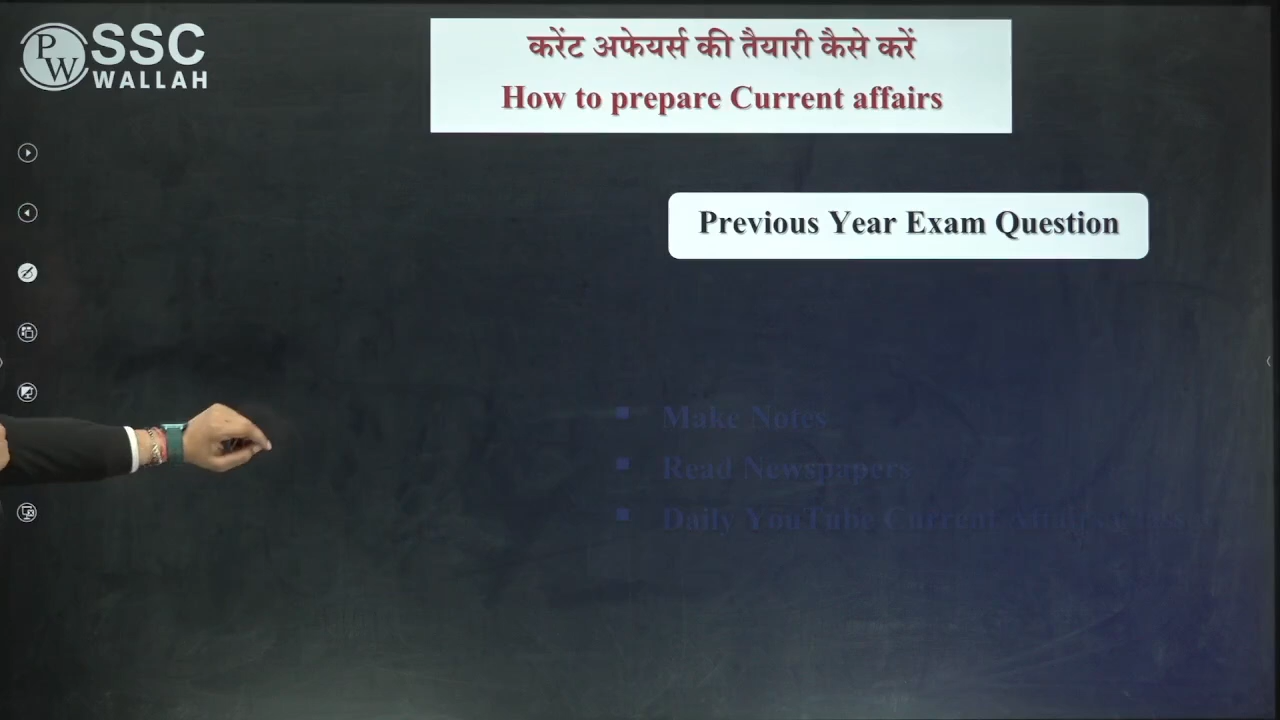 PW SSC
WALLAH
करेंट अफेयर्स की तैयारी कैसे करें
How to prepare Current affairs
Previous Year Exam Question
Make Notes
Read Newspapers
Daily YouTube Current